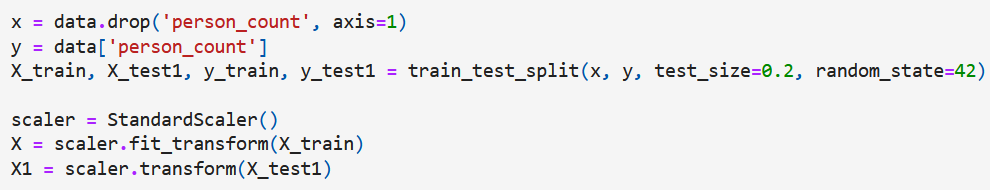 x = data.drop('person_count', axis=1)
y = data['person_count']
X_train, X_test1, y_train, y_test1 = train_test_split(x, y, test_size=0.2, random_state=42)
scaler = StandardScaler()
X = scaler.fit_transform(X_train)
X1 = scaler.transform(X_test1)